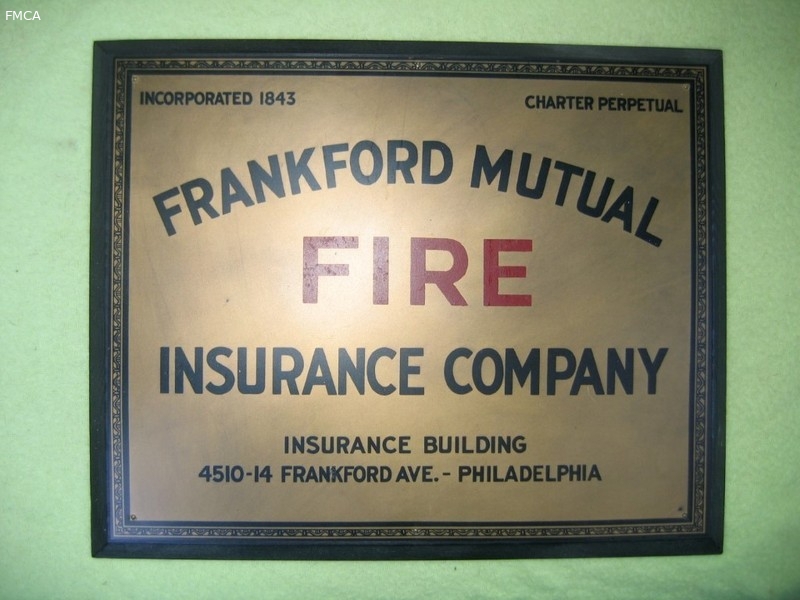 FMCA
INCORPORATED 1843 CHARTER PERPETUAL
FRANKFORD MUTUAL
FIRE
INSURANCE COMPANY
INSURANCE BUILDING
4510-14 FRANKFORD AVE. - PHILADELPHIA